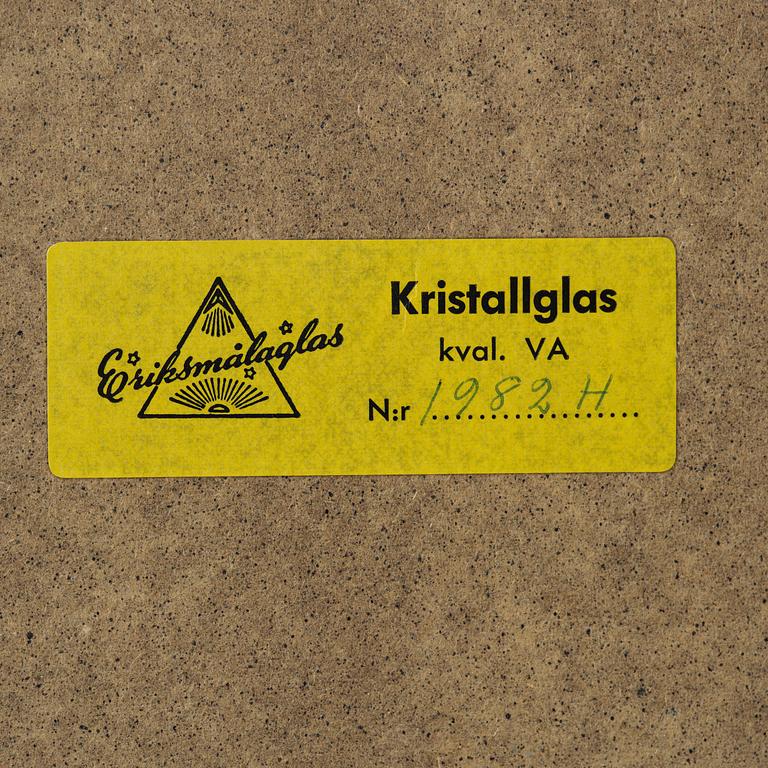 Eriksmålaglas
Kristallglas
kval. VA
N:r 1982 H